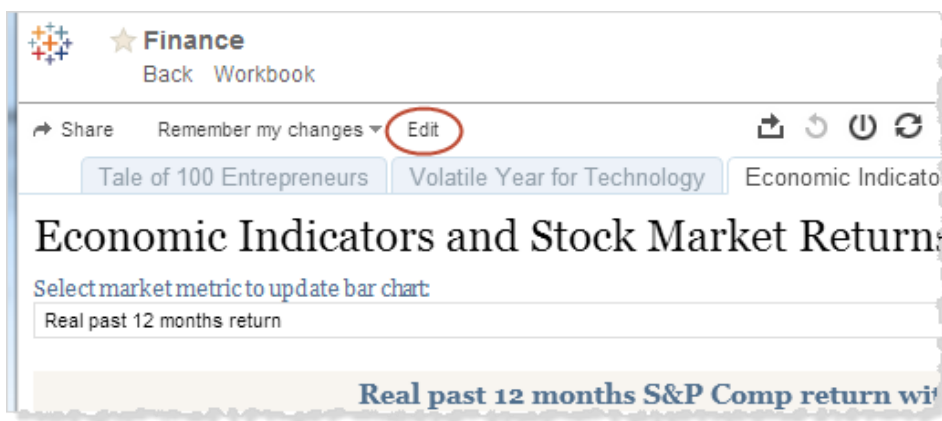 Finance
Back Workbook
Share Remember my changes Edit
Tale of 100 Entrepreneurs Volatile Year for Technology Economic Indicato
Economic Indicators and Stock Market Returns
Select market metric to update bar chart:
Real past 12 months return
Real past 12 months S&P Comp return wit